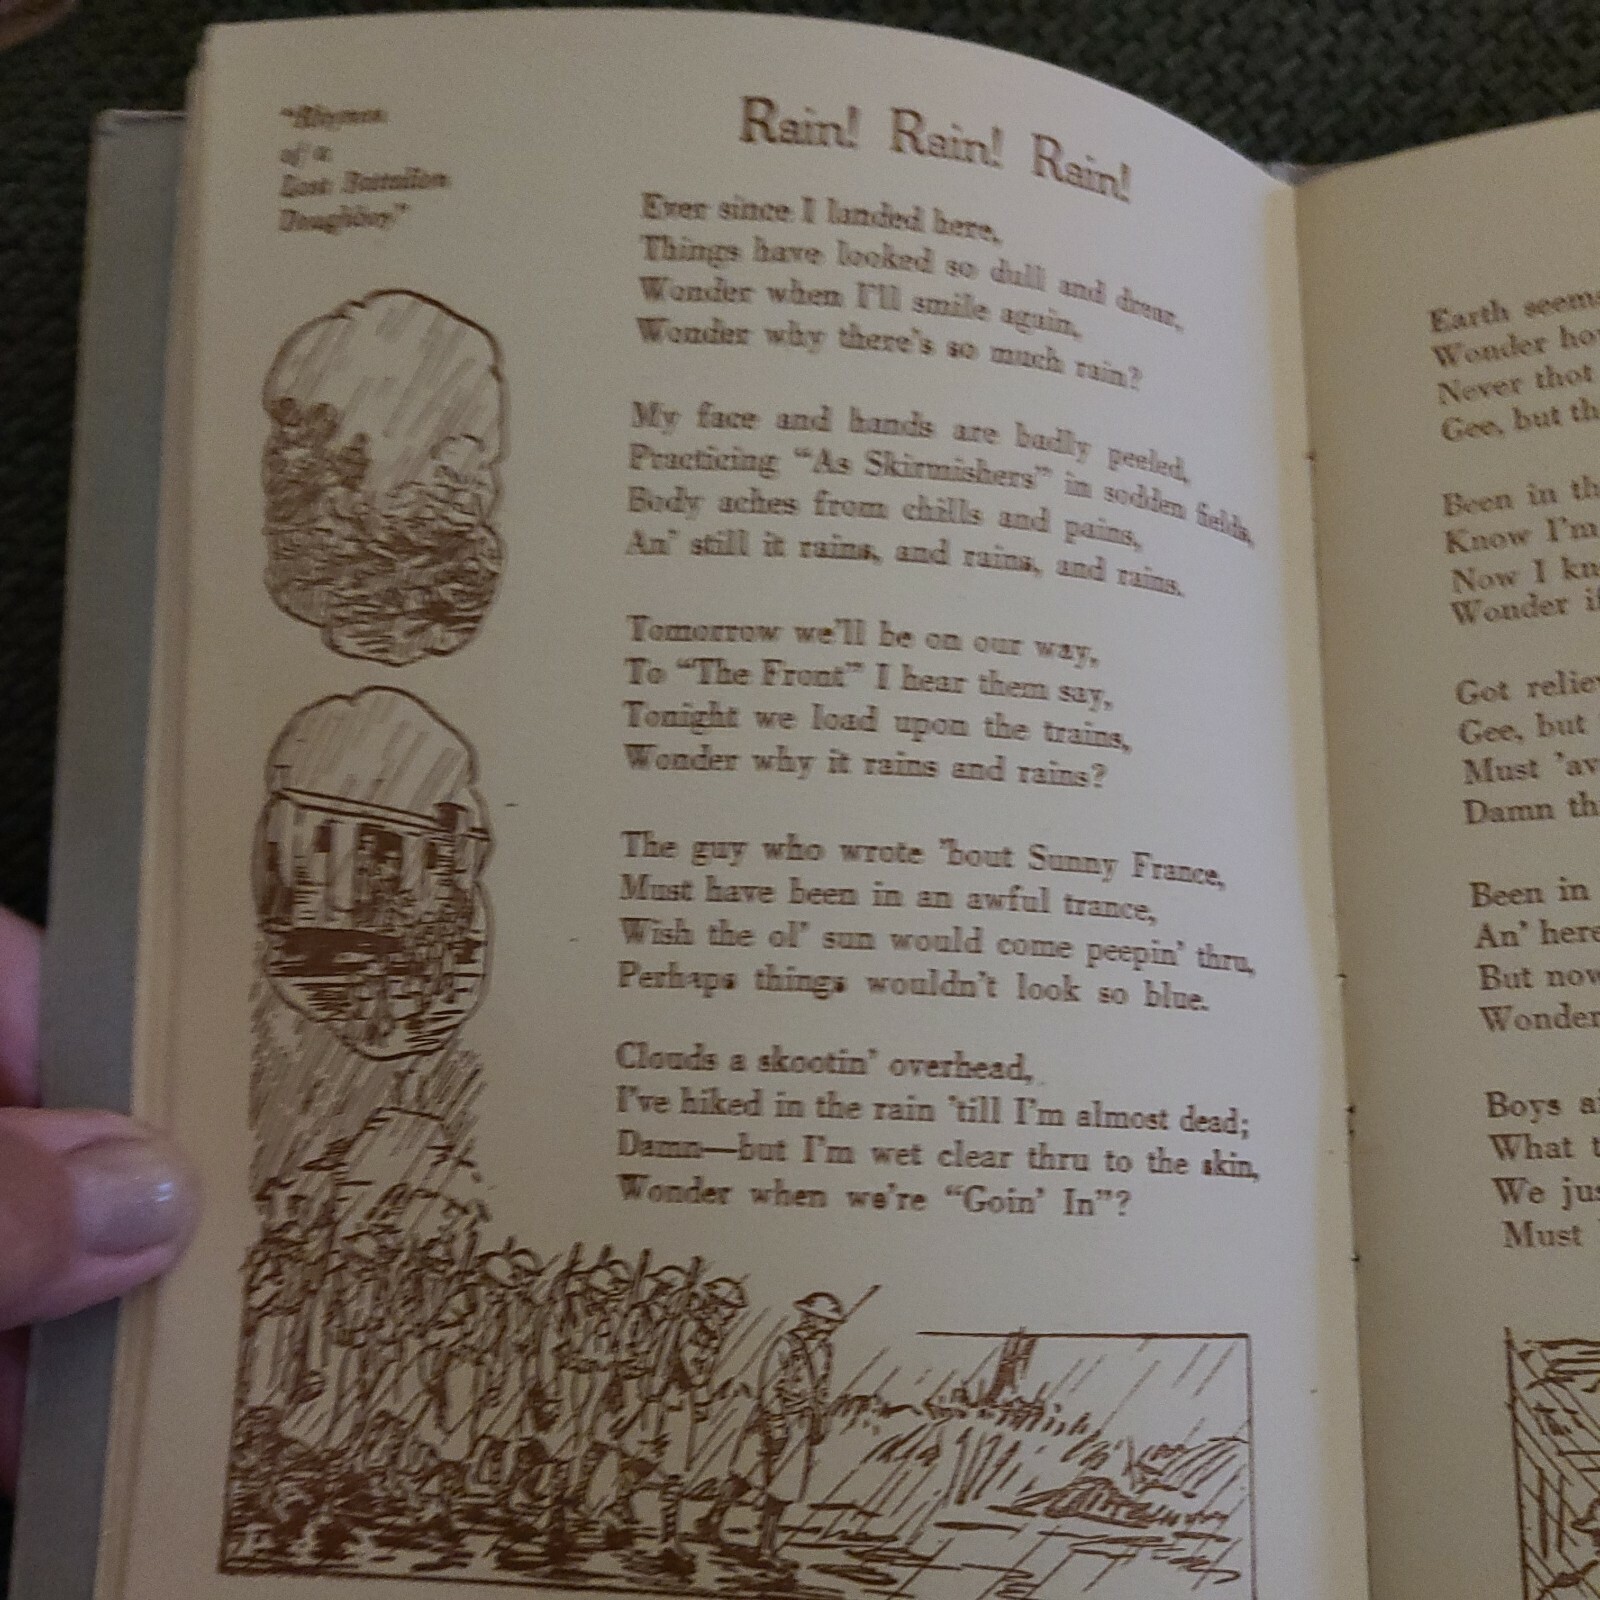 "Rhymes
of a
Lost Battalion
Doughboy"
Rain! Rain! Rain!
Ever since I landed here,
Things have looked so dull and drear,
Wonder when I'll smile again,
Wonder why there's so much rain?
My face and hands are badly peeled,
Practicing "As Skirmishers" in sodden fields,
Body aches from chills and pains,
An' still it rains, and rains, and rains.
Tomorrow we'll be on our way,
To "The Front" I hear them say,
Tonight we load upon the trains,
Wonder why it rains and rains?
The guy who wrote 'bout Sunny France,
Must have been in an awful trance,
Wish the ol' sun would come peepin' thru,
Perhaps things wouldn't look so blue.
Clouds a skootin' overhead,
I've hiked in the rain 'till I'm almost dead;
Damn—but I'm wet clear thru to the skin,
Wonder when we're "Goin' In"?
Earth seems
Wonder
Never thot
Gee, but
Been in
Know I'm
Now I
Wonder
Got
Gee, but
Must
Damn
Been in
An' here
But now
Wonder
Boys
What
We
Must